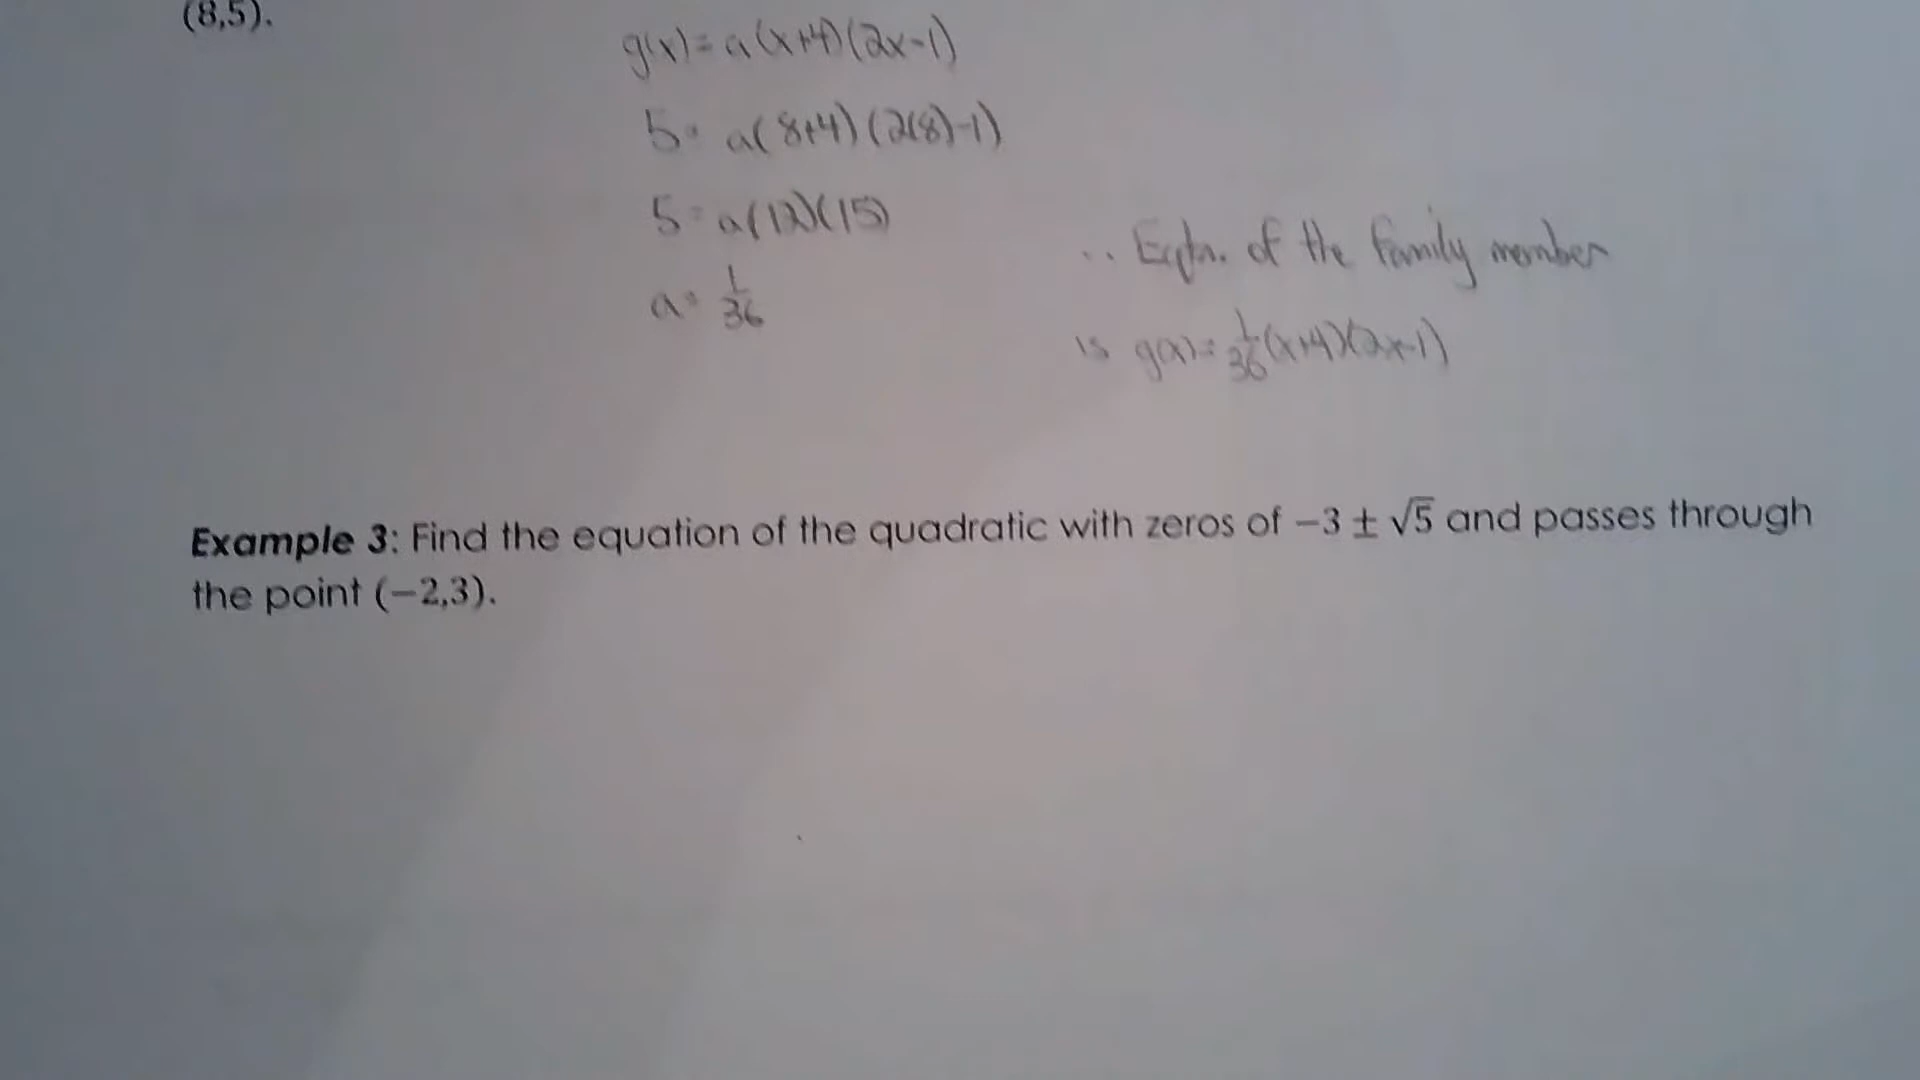 (8,5).
g(x) = a(x+4)(2x-1)
5 = a(8+4)(2(8)-1)
5 = a(12)(15)
a = 1/36
∴ Eqtn. of the family member
is g(x) = 1/36(x+4)(2x-1)
Example 3: Find the equation of the quadratic with zeros of −3 ± √5 and passes through
the point (−2,3).